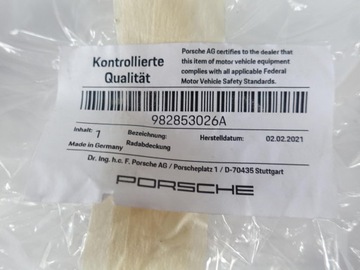 Kontrollierte
Qualität
Porsche AG certifies to the dealer that
this item of motor vehicle equipment
complies with all applicable Federal
Motor Vehicle Safety Standards.
982853026A
Inhalt: 1
Bezeichnung: Herstelldatum: 02.02.2021
Made in Germany Radabdeckung
Dr. Ing. h.c. F. Porsche AG / Porscheplatz 1 / D-70435 Stuttgart
PORSCHE